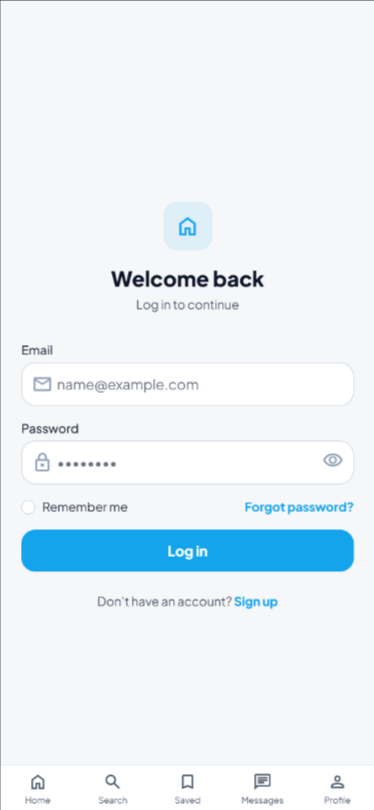 Welcome back
Log in to continue
Email
name@example.com
Password
••••••••
Remember me Forgot password?
Log in
Don't have an account? Sign up
Home Search Saved Messages Profile